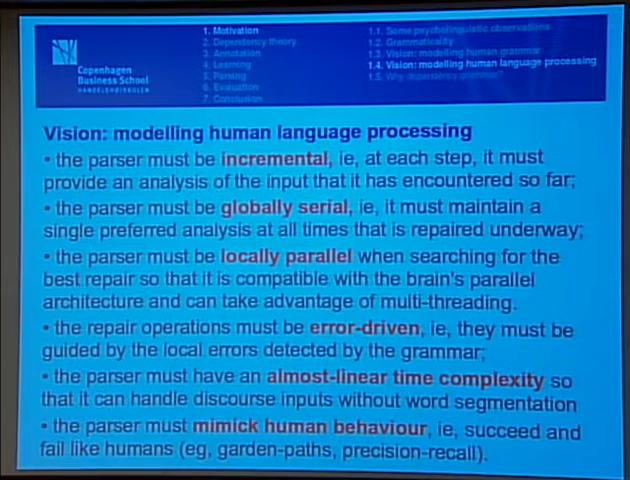 Copenhagen
Business School
HANDELSHØJSKOLEN
1. Motivation
2. Dependency theory
3. Annotation
4. Learning
5. Parsing
6. Evaluation
7. Conclusion
1.1. Some psycholinguistic observations
1.2. Grammaticality
1.3. Vision: modelling human grammar
1.4. Vision: modelling human language processing
1.5. Why dependency grammar?
Vision: modelling human language processing
• the parser must be incremental, ie, at each step, it must
provide an analysis of the input that it has encountered so far;
• the parser must be globally serial, ie, it must maintain a
single preferred analysis at all times that is repaired underway;
• the parser must be locally parallel when searching for the
best repair so that it is compatible with the brain's parallel
architecture and can take advantage of multi-threading.
• the repair operations must be error-driven, ie, they must be
guided by the local errors detected by the grammar;
• the parser must have an almost-linear time complexity so
that it can handle discourse inputs without word segmentation
• the parser must mimick human behaviour, ie, succeed and
fail like humans (eg, garden-paths, precision-recall).